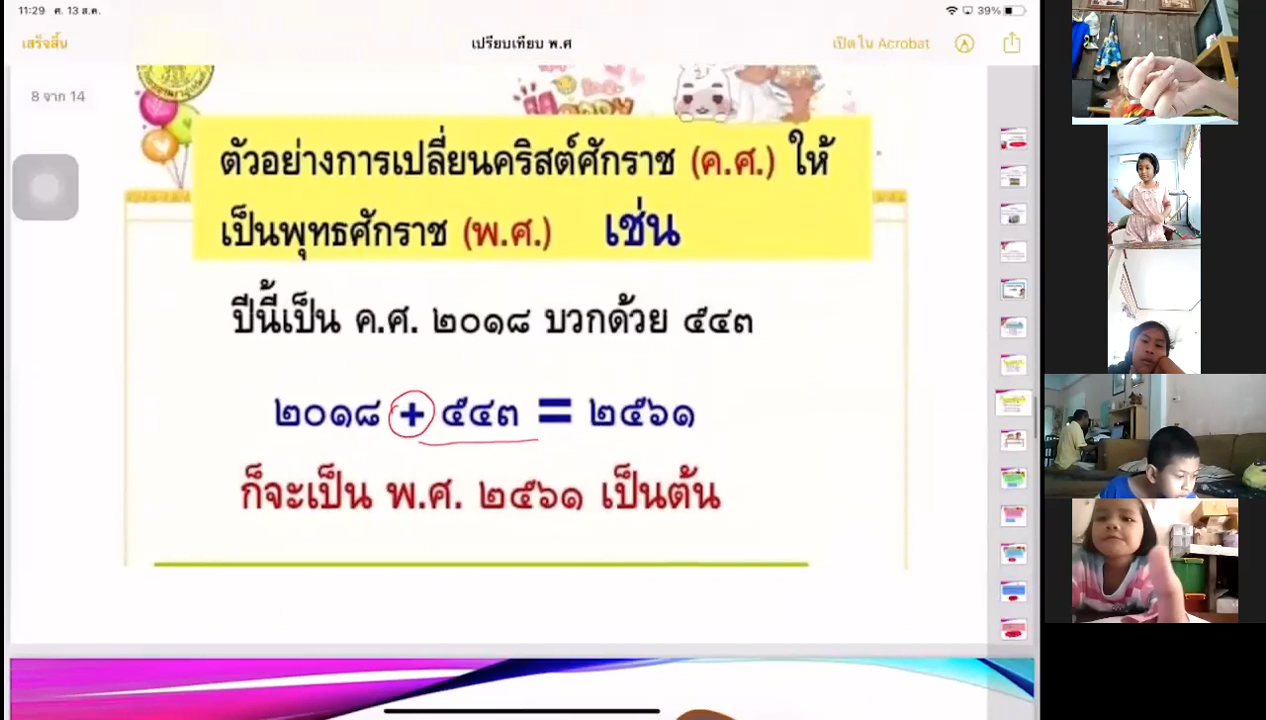 11:29 ศ. 13 ส.ค.
39%
เสร็จสิ้น
เปรียบเทียบ พ.ศ
เปิดใน Acrobat
8 จาก 14
ตัวอย่างการเปลี่ยนคริสต์ศักราช (ค.ศ.) ให้
เป็นพุทธศักราช (พ.ศ.) เช่น
ปีนี้เป็น ค.ศ. ๒๐๑๘ บวกด้วย ๕๔๓
๒๐๑๘ + ๕๔๓ = ๒๕๖๑
ก็จะเป็น พ.ศ. ๒๕๖๑ เป็นต้น